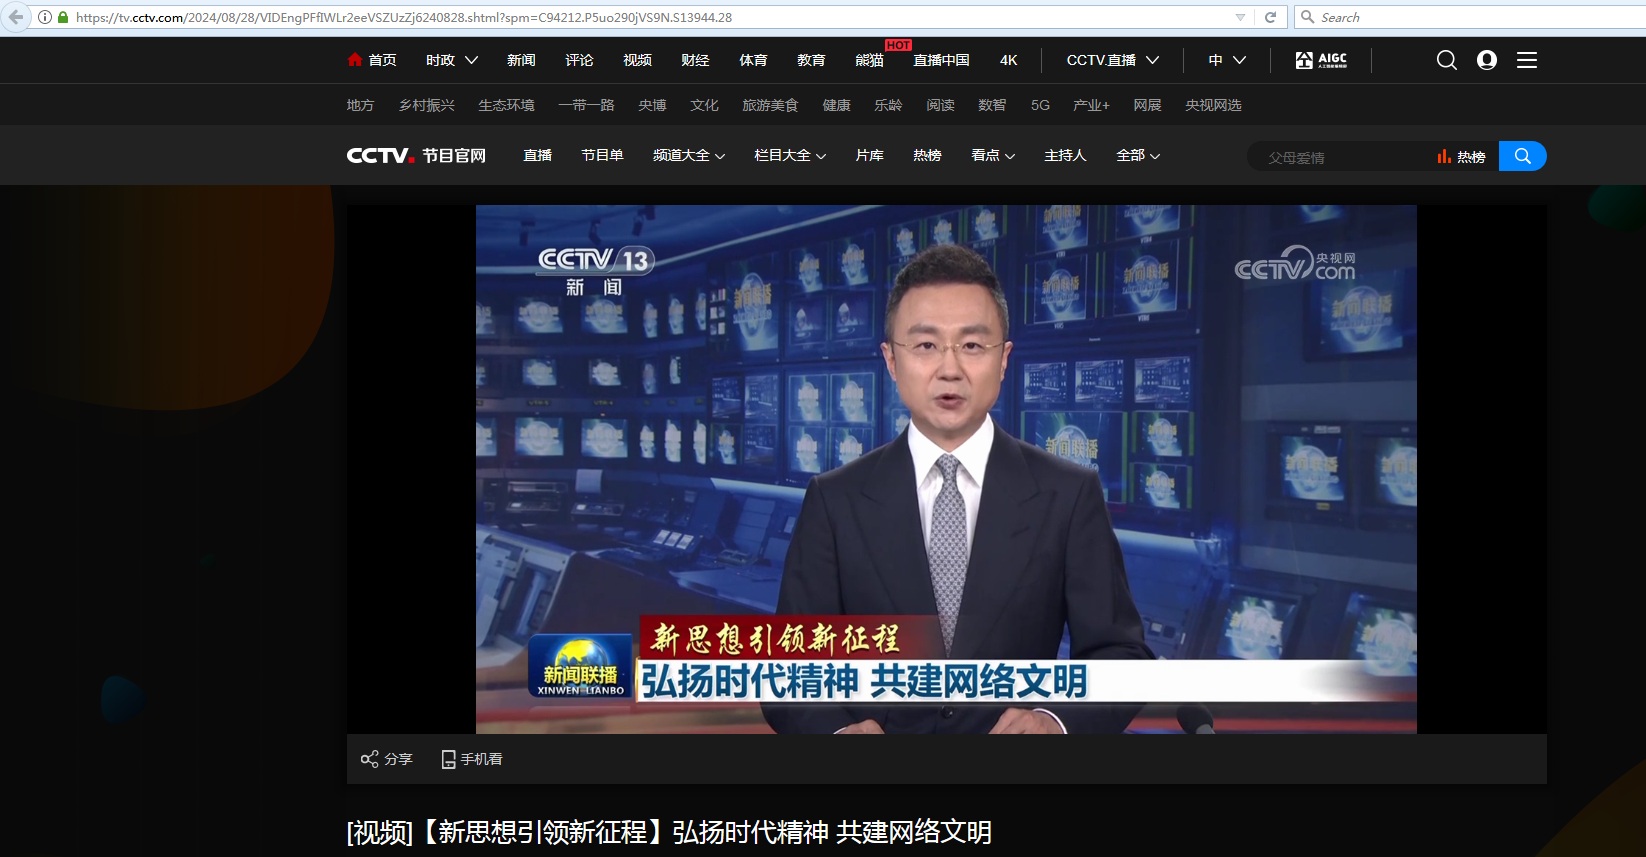 https://tv.cctv.com/2024/08/28/VIDEngPFfIWLr2eeVSZUzZj6240828.shtml?spm=C94212.P5uo290jVS9N.S13944.28
Search
首页 时政 新闻 评论 视频 财经 体育 教育 熊猫 HOT 直播中国 4K CCTV.直播 中 AIGC
地方 乡村振兴 生态环境 一带一路 央博 文化 旅游美食 健康 乐龄 阅读 数智 5G 产业+ 网展 央视网选
CCTV. 节目官网 直播 节目单 频道大全 栏目大全 片库 热榜 看点 主持人 全部 父母爱情 热榜
CCTV 13
新闻
央视网
CCTV com
新闻联播
新思想引领新征程
新闻联播
XINWEN LIANBO
弘扬时代精神 共建网络文明
分享 手机看
[视频]【新思想引领新征程】弘扬时代精神 共建网络文明